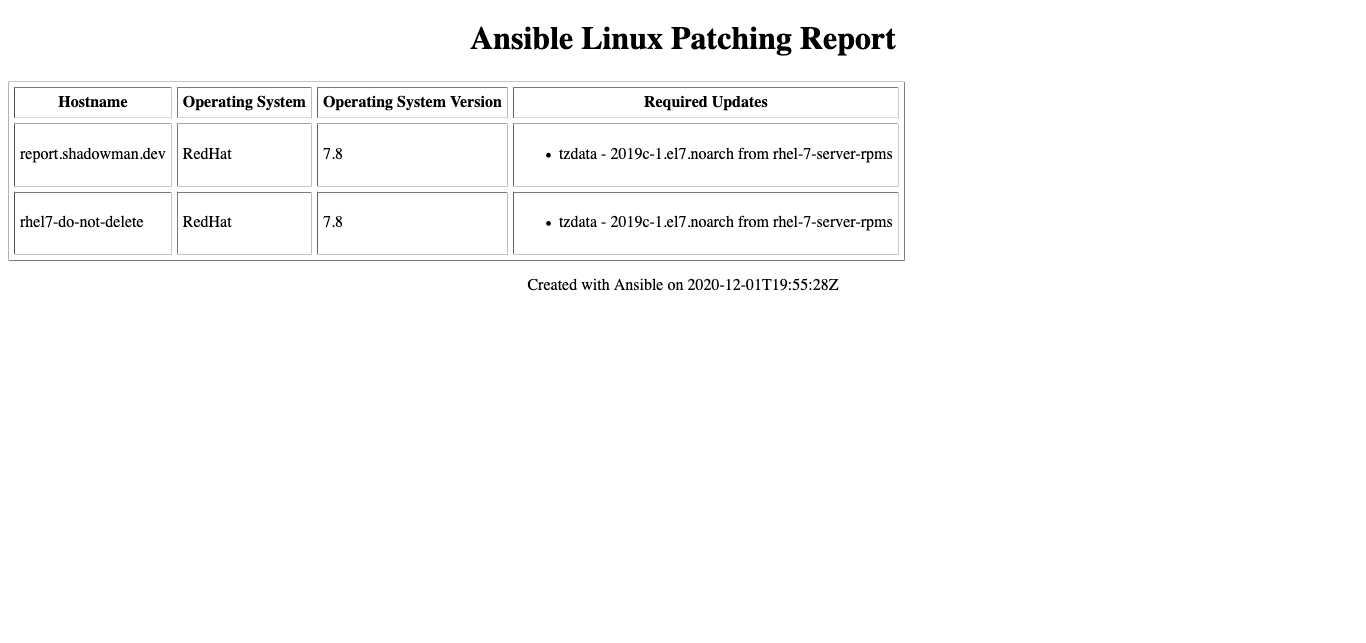 Ansible Linux Patching Report
Hostname Operating System Operating System Version Required Updates
report.shadowman.dev RedHat 7.8 • tzdata - 2019c-1.el7.noarch from rhel-7-server-rpms
rhel7-do-not-delete RedHat 7.8 • tzdata - 2019c-1.el7.noarch from rhel-7-server-rpms
Created with Ansible on 2020-12-01T19:55:28Z